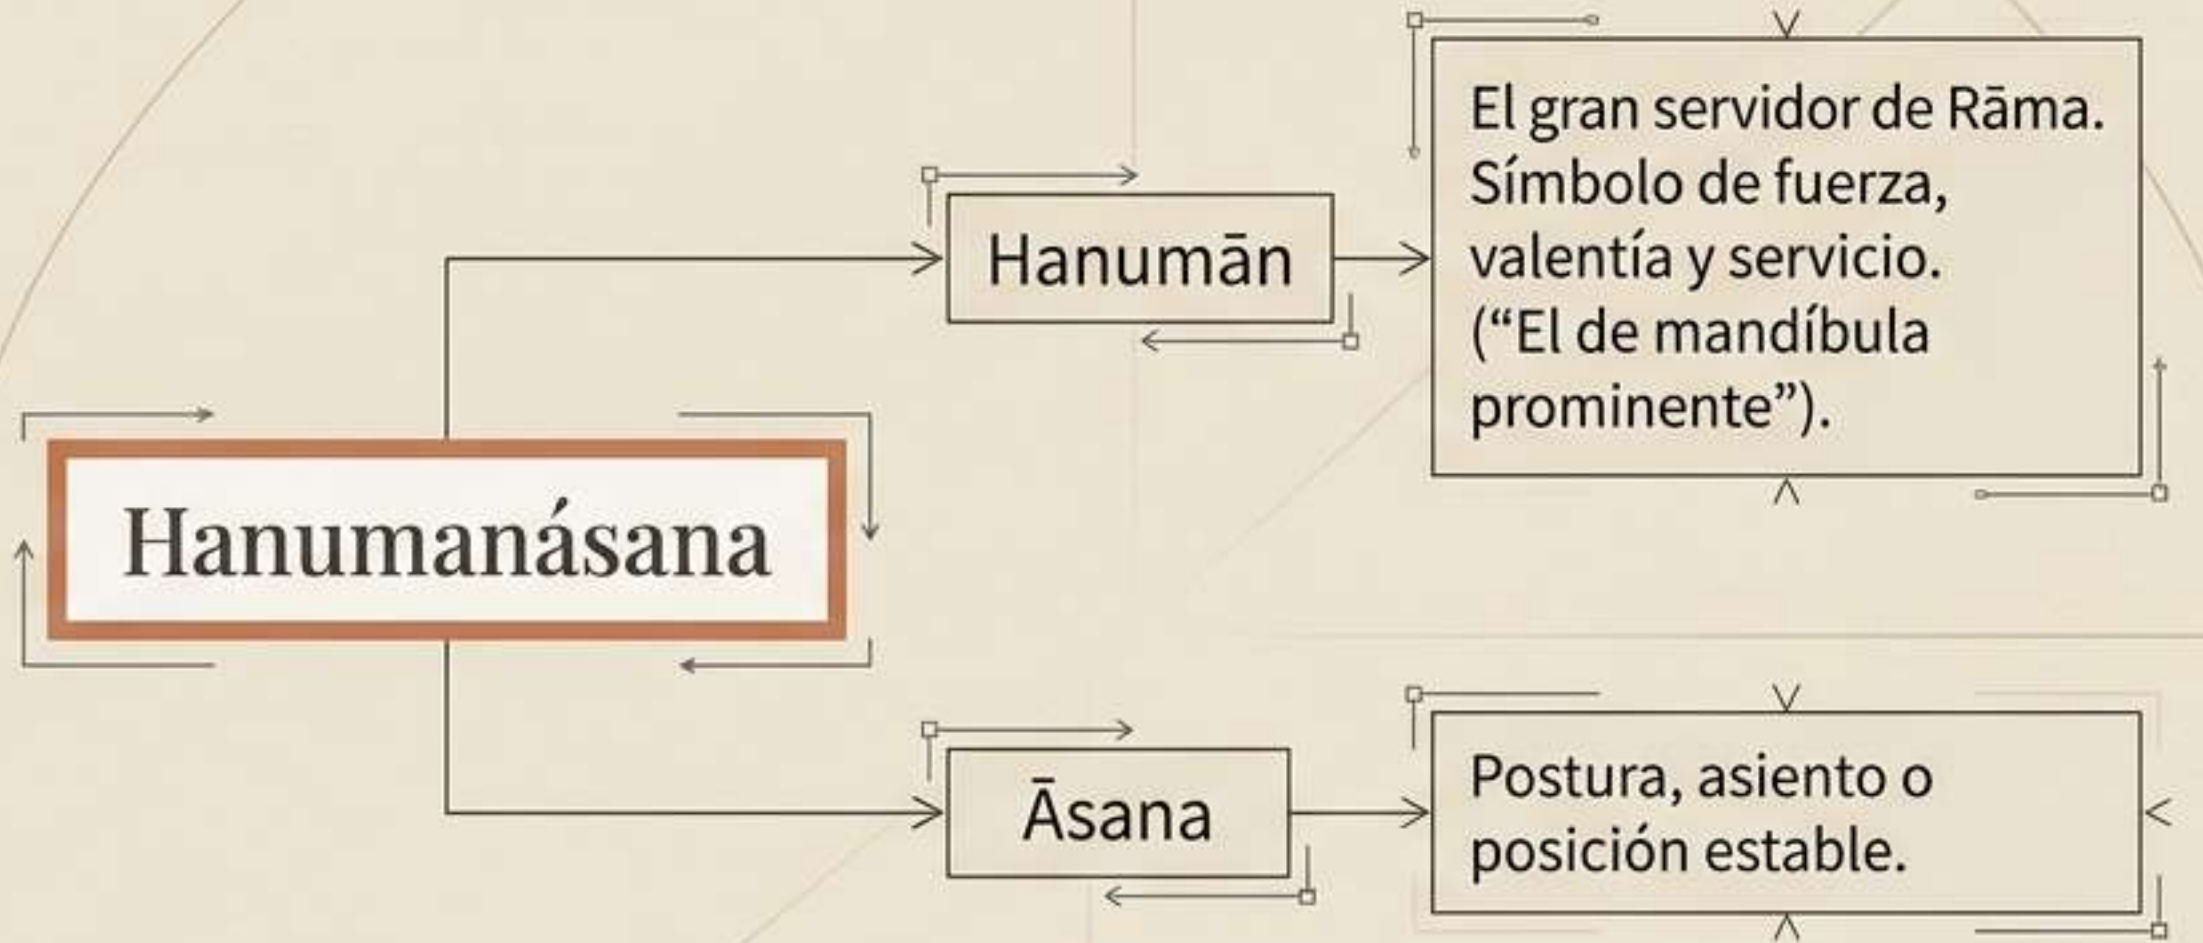 Hanumanásana
Hanumān
El gran servidor de Rāma.
Símbolo de fuerza,
valentía y servicio.
(“El de mandíbula
prominente”).
Āsana
Postura, asiento o
posición estable.